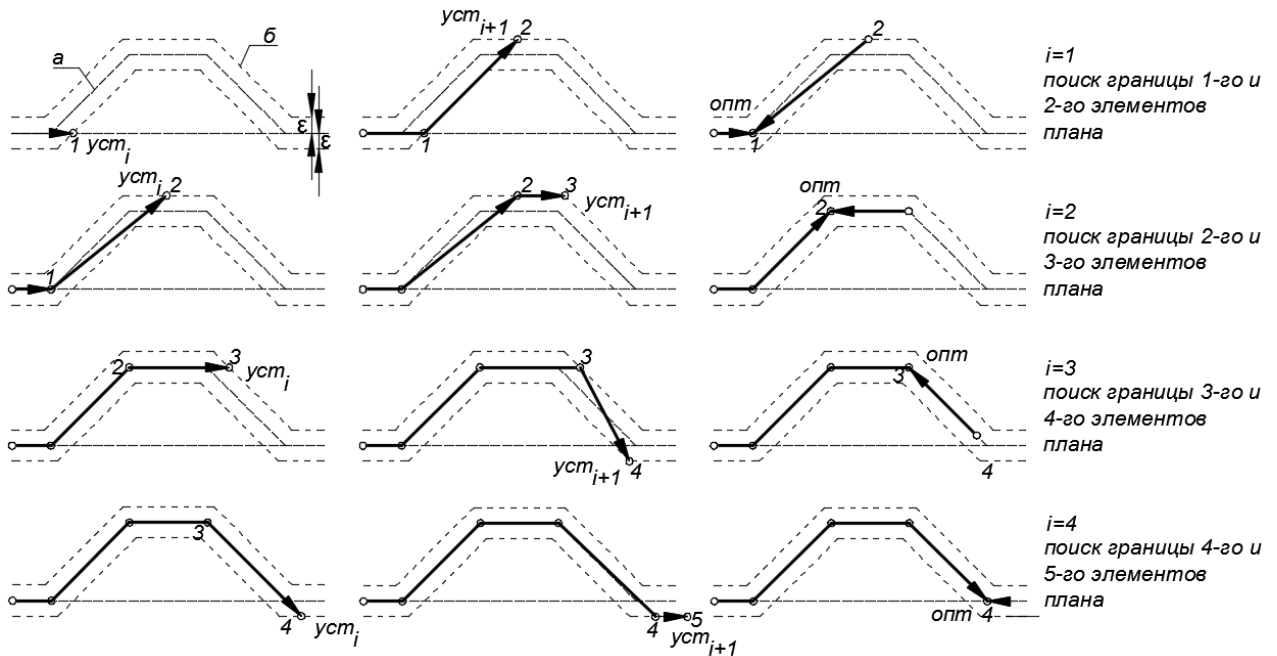 а
б
ε
ε
1 уст i
уст i+1 2
1
2
опт
1
i=1
поиск границы 1-го и
2-го элементов
плана
уст i 2
1
2 3
уст i+1
опт
2
i=2
поиск границы 2-го и
3-го элементов
плана
2 3
уст i
3
уст i+1 4
опт
3
4
i=3
поиск границы 3-го и
4-го элементов
плана
3
4 уст i
4 5
уст i+1
опт 4
i=4
поиск границы 4-го и
5-го элементов
плана